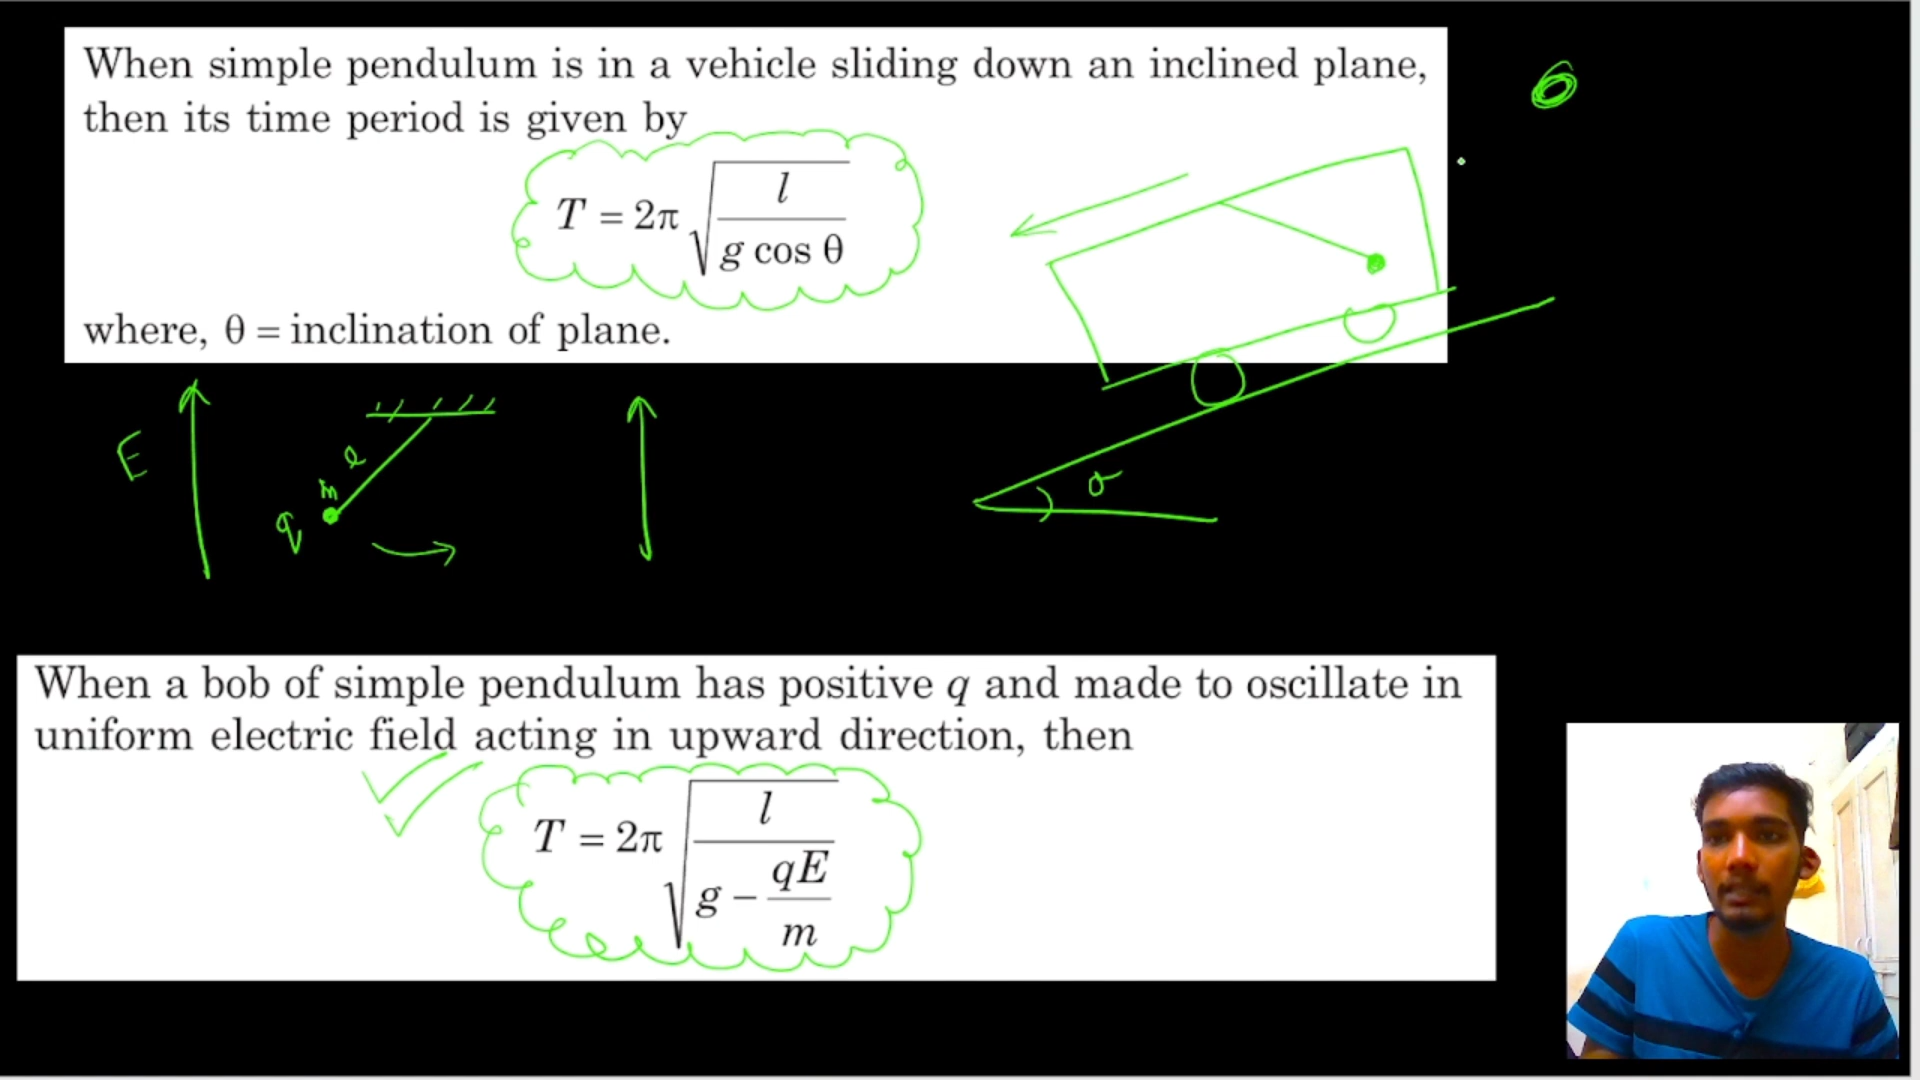 When simple pendulum is in a vehicle sliding down an inclined plane,
then its time period is given by
T = 2π √(l / (g cos θ))
where, θ = inclination of plane.
6
E
l
m
q
θ
When a bob of simple pendulum has positive q and made to oscillate in
uniform electric field acting in upward direction, then
T = 2π √(l / (g − qE/m))